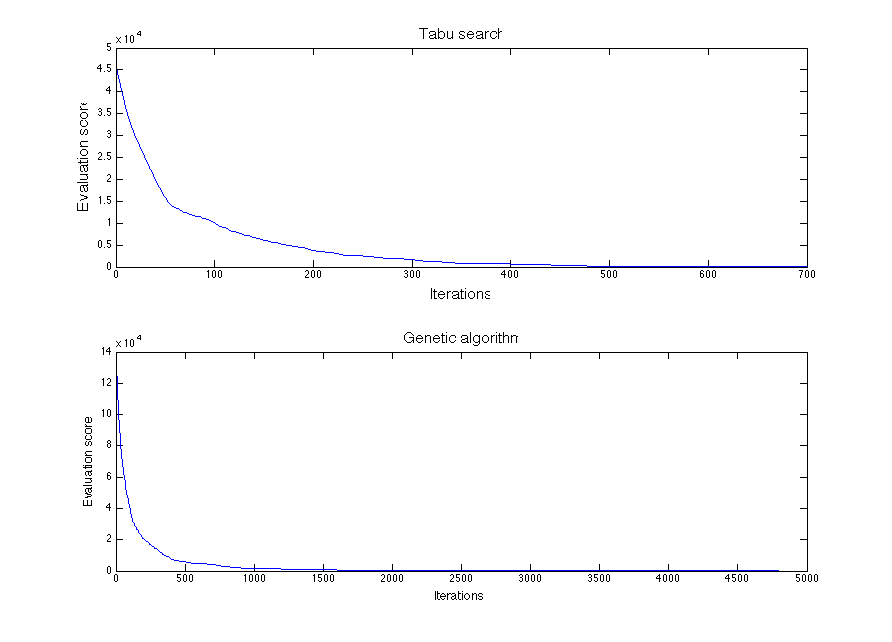 Tabu search
x 10^4
5
4.5
4
3.5
3
2.5
2
1.5
1
0.5
0
Evaluation score
0 100 200 300 400 500 600 700
Iterations
Genetic algorithm
x 10^4
14
12
10
8
6
4
2
0
Evaluation score
0 500 1000 1500 2000 2500 3000 3500 4000 4500 5000
Iterations